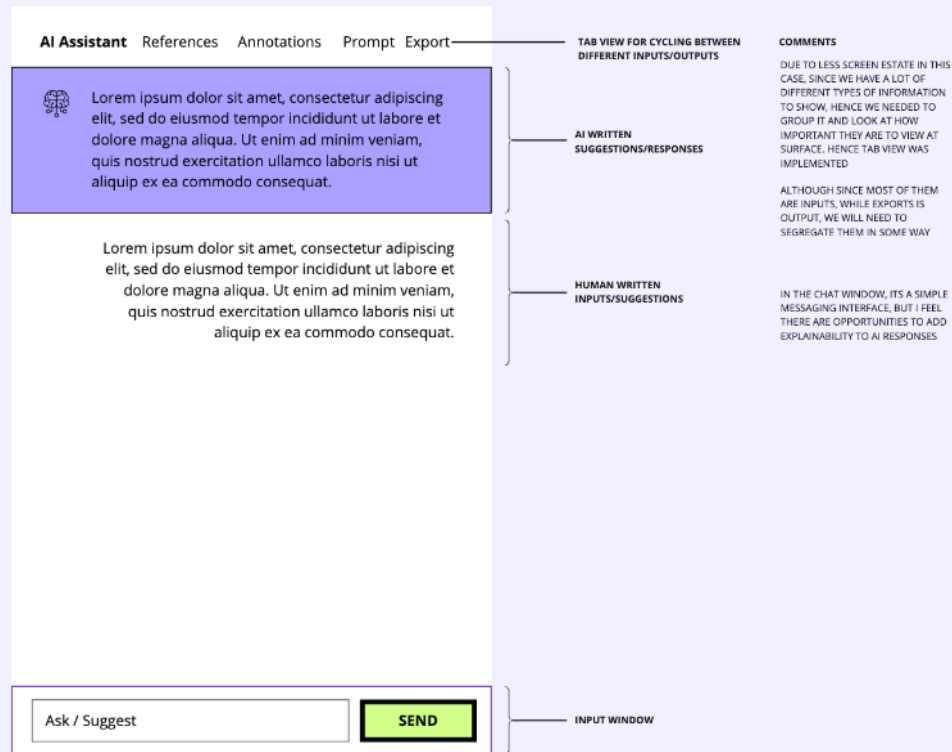 AI Assistant References Annotations Prompt Export
TAB VIEW FOR CYCLING BETWEEN
DIFFERENT INPUTS/OUTPUTS
Lorem ipsum dolor sit amet, consectetur adipiscing
elit, sed do eiusmod tempor incididunt ut labore et
dolore magna aliqua. Ut enim ad minim veniam,
quis nostrud exercitation ullamco laboris nisi ut
aliquip ex ea commodo consequat.
AI WRITTEN
SUGGESTIONS/RESPONSES
Lorem ipsum dolor sit amet, consectetur adipiscing
elit, sed do eiusmod tempor incididunt ut labore et
dolore magna aliqua. Ut enim ad minim veniam,
quis nostrud exercitation ullamco laboris nisi ut
aliquip ex ea commodo consequat.
HUMAN WRITTEN
INPUTS/SUGGESTIONS
Ask / Suggest
SEND
INPUT WINDOW
COMMENTS
DUE TO LESS SCREEN ESTATE IN THIS
CASE, SINCE WE HAVE A LOT OF
DIFFERENT TYPES OF INFORMATION
TO SHOW, HENCE WE NEEDED TO
GROUP IT AND LOOK AT HOW
IMPORTANT THEY ARE TO VIEW AT
SURFACE. HENCE TAB VIEW WAS
IMPLEMENTED
ALTHOUGH SINCE MOST OF THEM
ARE INPUTS, WHILE EXPORTS IS
OUTPUT, WE WILL NEED TO
SEGREGATE THEM IN SOME WAY
IN THE CHAT WINDOW, ITS A SIMPLE
MESSAGING INTERFACE, BUT I FEEL
THERE ARE OPPORTUNITIES TO ADD
EXPLAINABILITY TO AI RESPONSES